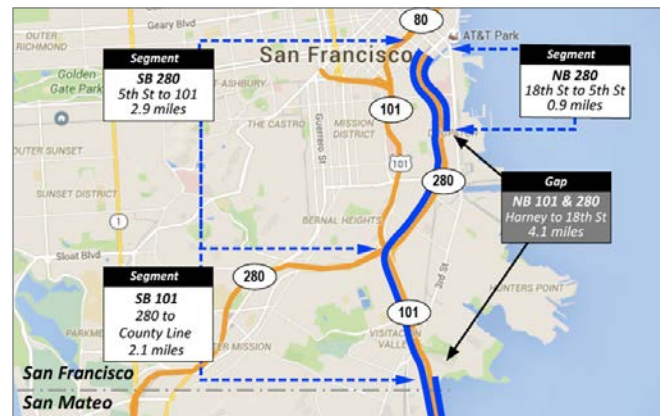 Geary Blvd
OUTER RICHMOND
Golden Gate Park
OUTER SUNSET
SUNSET DISTRICT
1
Sloat Blvd
Segment
SB 280
5th St to 101
2.9 miles
San Francisco
80
AT&T Park
Segment
NB 280
18th St to 5th St
0.9 miles
101
THE CASTRO
Guerrero St
MISSION DISTRICT
101
280
Gap
NB 101 & 280
Harney to 18th St
4.1 miles
BERNAL HEIGHTS
280
3rd St
HUNTERS POINT
Segment
SB 101
280 to
County Line
2.1 miles
101
VISITACION VALLEY
San Francisco
San Mateo